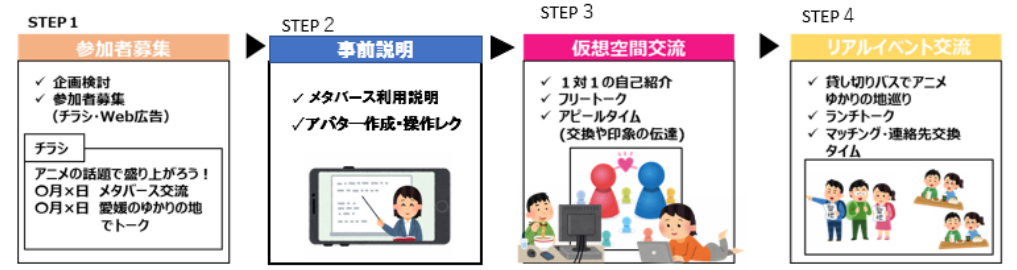 STEP 1
参加者募集
✓ 企画検討
✓ 参加者募集
(チラシ・Web広告)
チラシ
アニメの話題で盛り上がろう！
〇月×日 メタバース交流
〇月×日 愛媛のゆかりの地
でトーク
STEP 2
事前説明
✓ メタバース利用説明
✓アバター作成・操作レク
STEP 3
仮想空間交流
✓ 1対1の自己紹介
✓ フリートーク
✓ アピールタイム
(交換や印象の伝達)
STEP 4
リアルイベント交流
✓ 貸し切りバスでアニメ
ゆかりの地巡り
✓ ランチトーク
✓ マッチング・連絡先交換
タイム